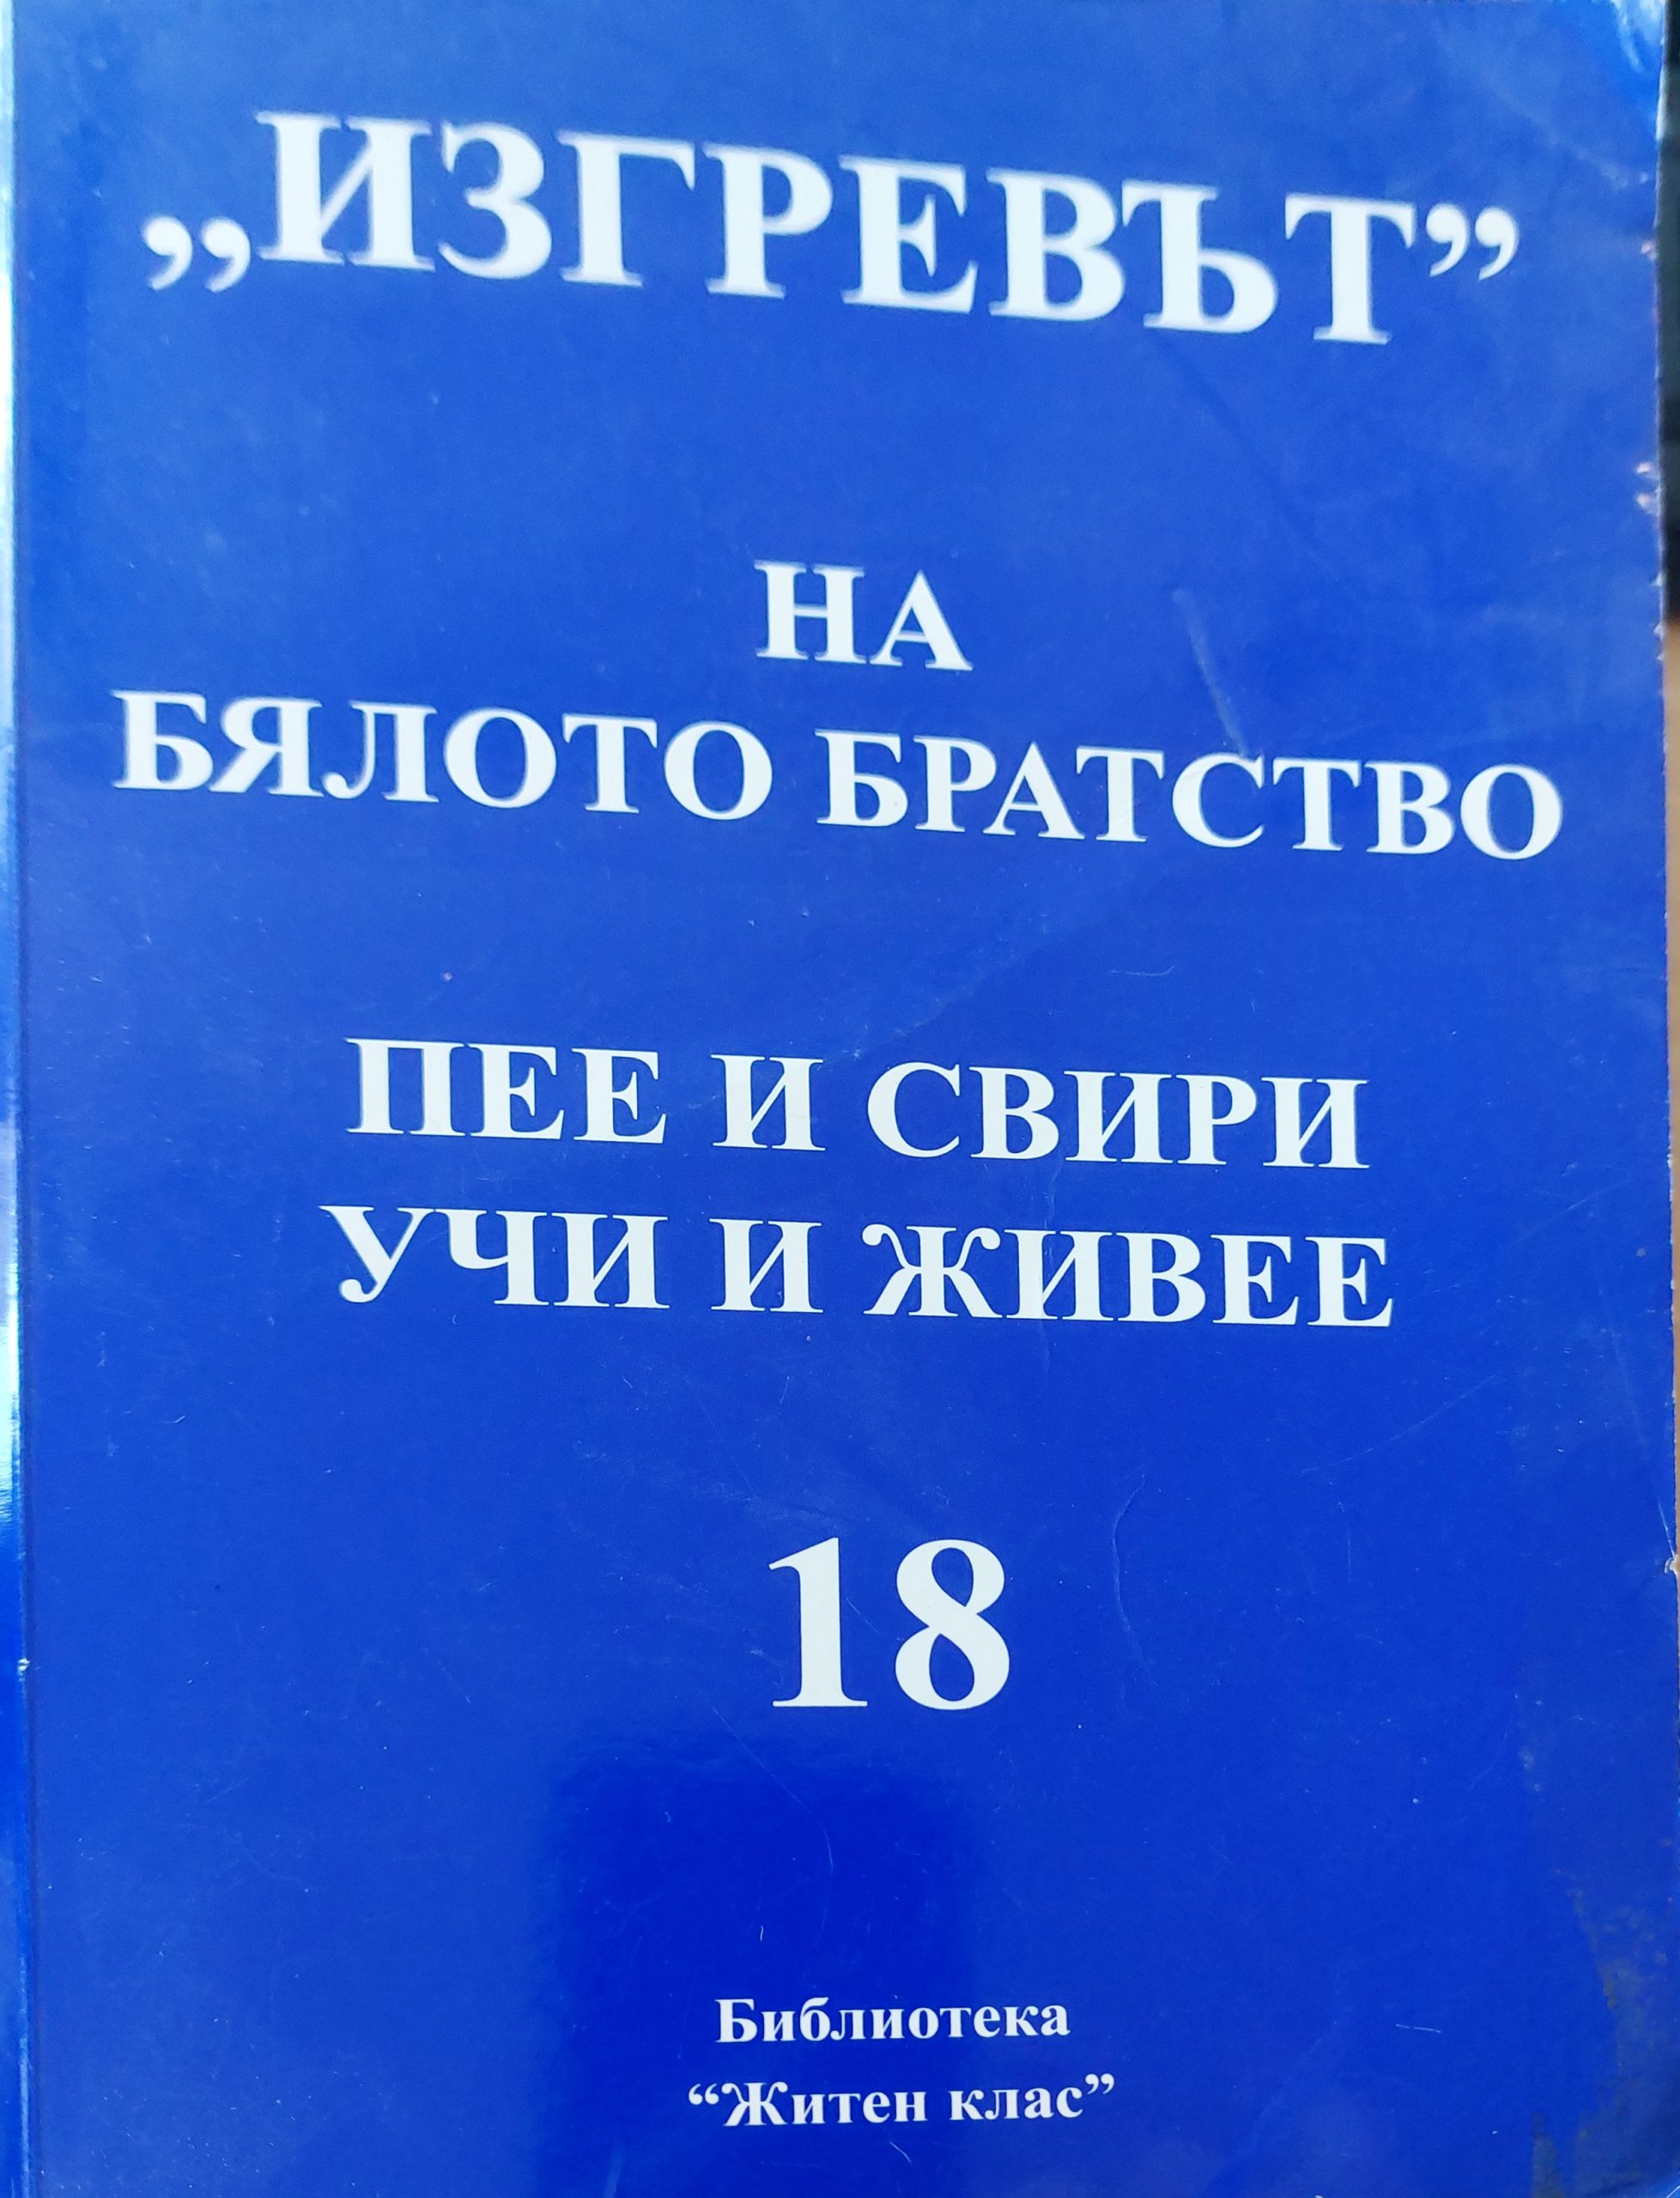 „ИЗГРЕВЪТ”
НА
БЯЛОТО БРАТСТВО
ПЕЕ И СВИРИ
УЧИ И ЖИВЕЕ
18
Библиотека
“Житен клас”